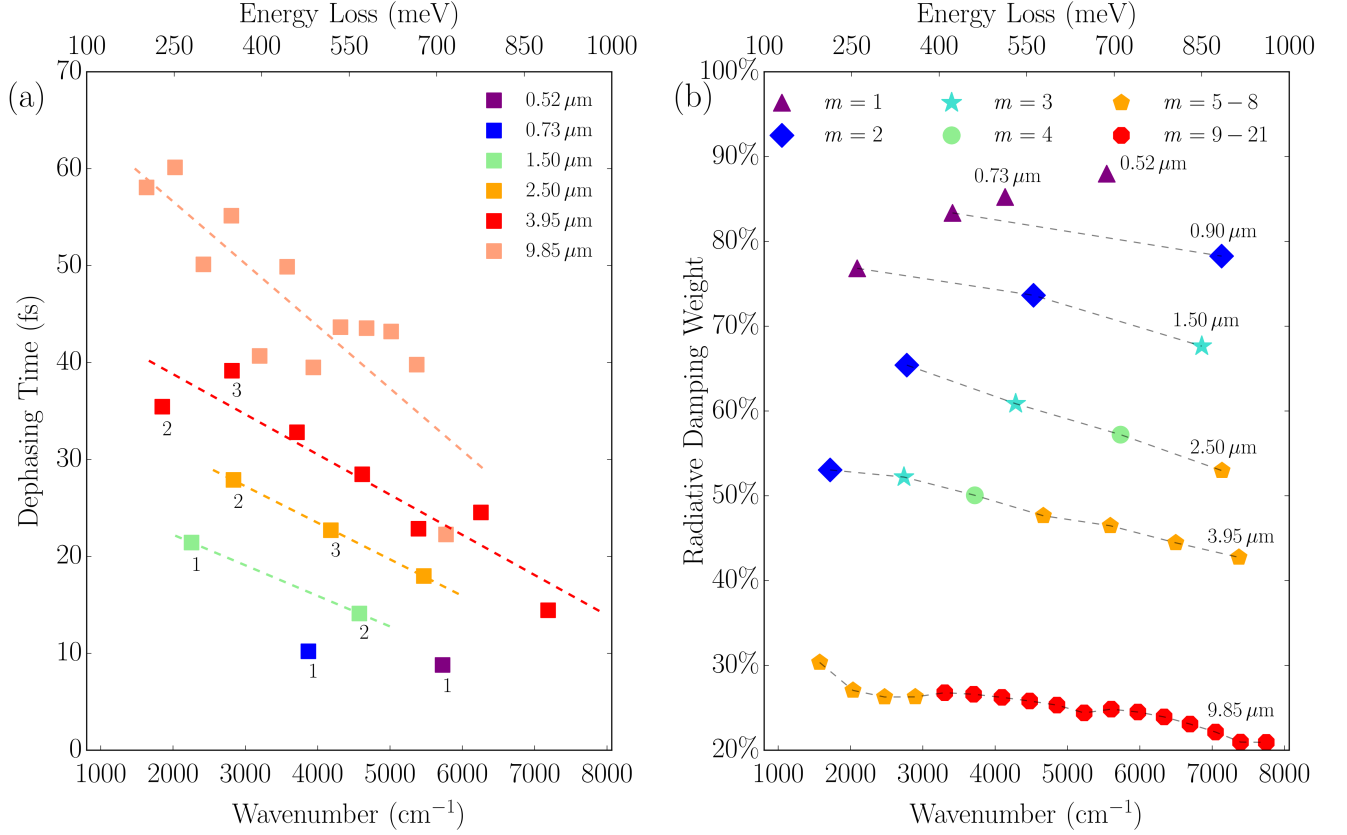 Energy Loss (meV)
100 250 400 550 700 850 1000
(a)
70
60
50
40
30
20
10
0
Dephasing Time (fs)
0.52 μm
0.73 μm
1.50 μm
2.50 μm
3.95 μm
9.85 μm
2
3
2
3
1
2
1
1
1000 2000 3000 4000 5000 6000 7000 8000
Wavenumber (cm⁻¹)
Energy Loss (meV)
100 250 400 550 700 850 1000
(b)
100%
90%
80%
70%
60%
50%
40%
30%
20%
Radiative Damping Weight
m = 1 m = 3 m = 5 − 8
m = 2 m = 4 m = 9 − 21
0.52 μm
0.73 μm
0.90 μm
1.50 μm
2.50 μm
3.95 μm
9.85 μm
1000 2000 3000 4000 5000 6000 7000 8000
Wavenumber (cm⁻¹)